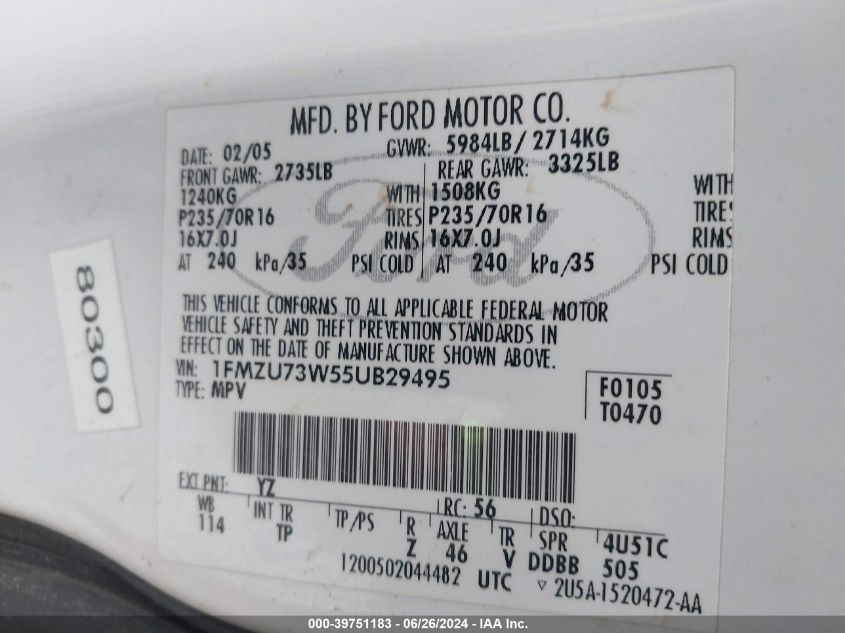 MFD. BY FORD MOTOR CO.
DATE: 02/05 GVWR: 5984LB/ 2714KG
FRONT GAWR: 2735LB REAR GAWR: 3325LB
1240KG WITH 1508KG WITH
P235/70R16 TIRES P235/70R16 TIRES
16X7.0J RIMS 16X7.0J RIMS
AT 240 kPa/35 PSI COLD AT 240 kPa/35 PSI COLD
THIS VEHICLE CONFORMS TO ALL APPLICABLE FEDERAL MOTOR
VEHICLE SAFETY AND THEFT PREVENTION STANDARDS IN
EFFECT ON THE DATE OF MANUFACTURE SHOWN ABOVE.
VIN: 1FMZU73W55UB29495
TYPE: MPV
F0105
T0470
EXT PNT: YZ RC: 56 DSO:
WB INT TR TP/PS R AXLE TR SPR 4U51C
114 TP Z 46 V DDBB 505
1200502044482 UTC ▽ 2U5A-1520472-AA
Ford
80300
000-39751183 - 06/26/2024 - IAAI, Inc.